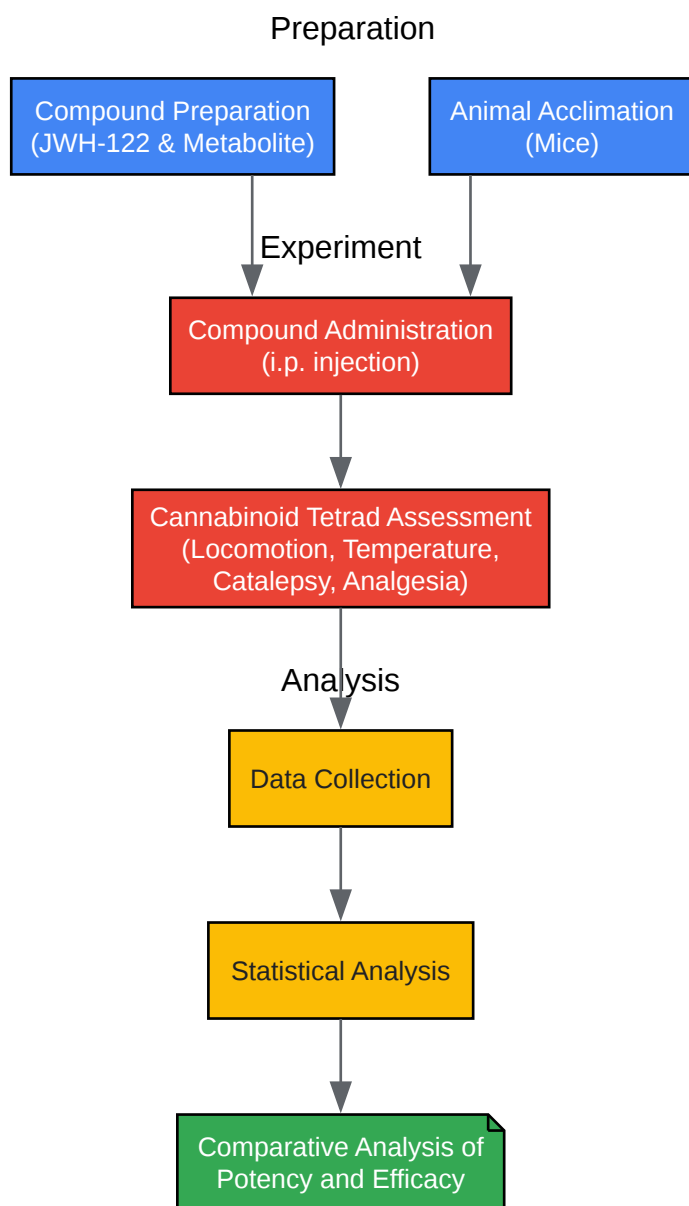 Preparation
Compound Preparation
(JWH-122 & Metabolite)
Animal Acclimation
(Mice)
Experiment
Compound Administration
(i.p. injection)
Cannabinoid Tetrad Assessment
(Locomotion, Temperature,
Catalepsy, Analgesia)
Analysis
Data Collection
Statistical Analysis
Comparative Analysis of
Potency and Efficacy